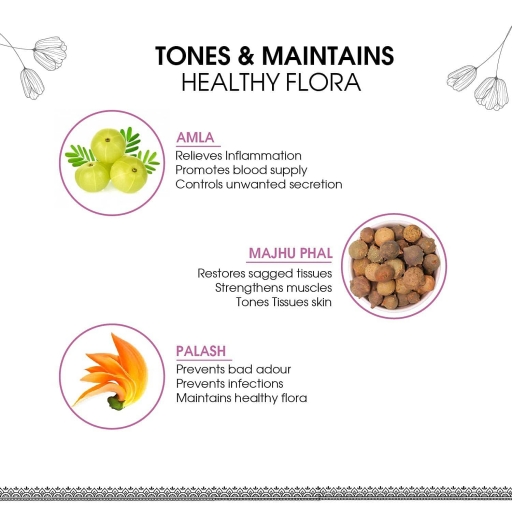 TONES & MAINTAINS
HEALTHY FLORA
AMLA
Relieves Inflammation
Promotes blood supply
Controls unwanted secretion
MAJHU PHAL
Restores sagged tissues
Strengthens muscles
Tones Tissues skin
PALASH
Prevents bad adour
Prevents infections
Maintains healthy flora